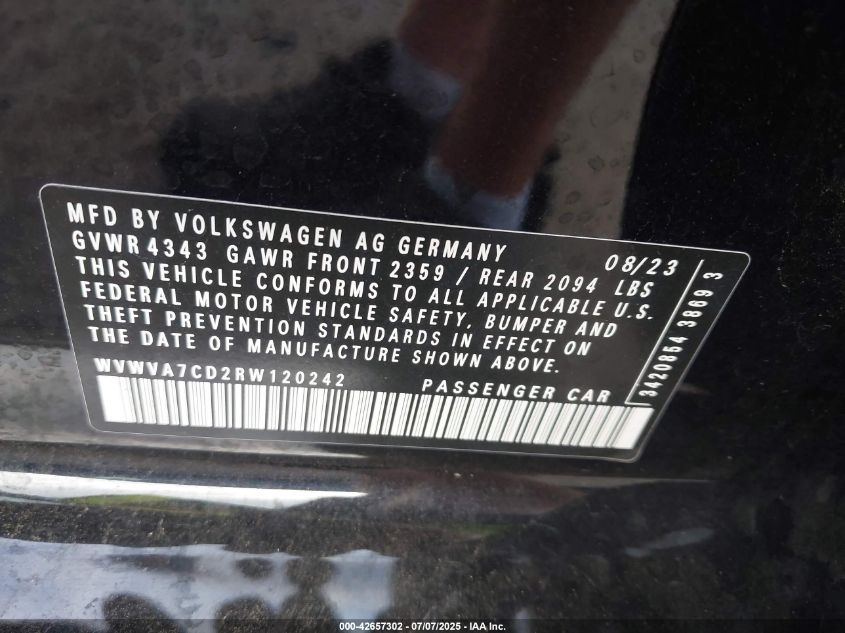 MFD BY VOLKSWAGEN AG GERMANY 08/23
GVWR 4343 GAWR FRONT 2359 / REAR 2094 LBS
THIS VEHICLE CONFORMS TO ALL APPLICABLE U.S.
FEDERAL MOTOR VEHICLE SAFETY, BUMPER AND
THEFT PREVENTION STANDARDS IN EFFECT ON
THE DATE OF MANUFACTURE SHOWN ABOVE.
WVWVA7CD2RW120242 PASSENGER CAR
3420854 3869 3
000-42657302 - 07/07/2025 - IAA Inc.